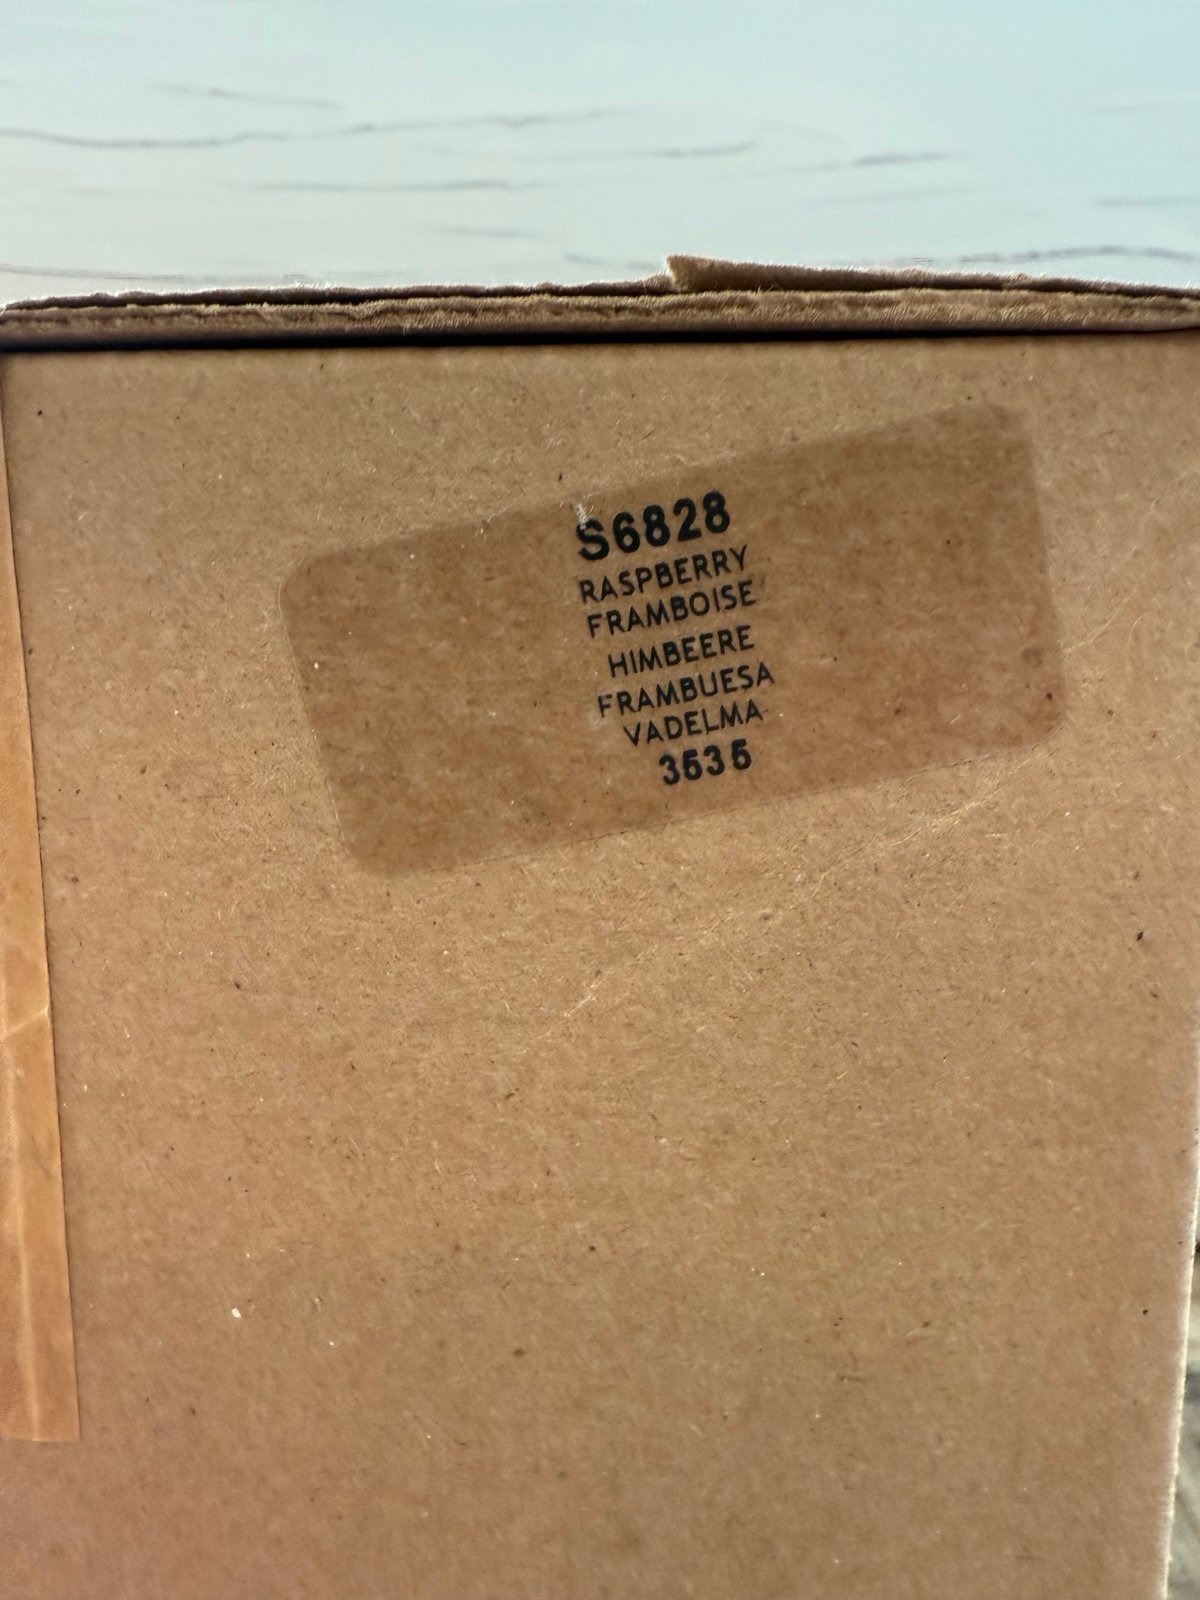 S6828
RASPBERRY
FRAMBOISE
HIMBEERE
FRAMBUESA
VADELMA
3535